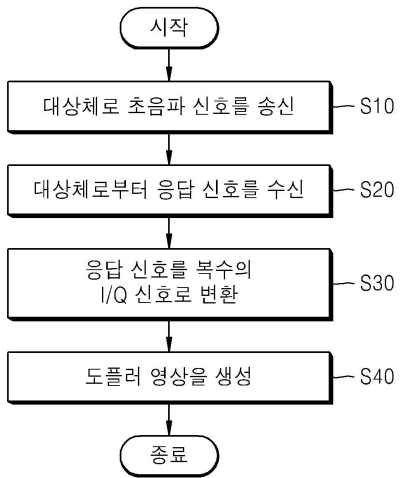 시작
대상체로 초음파 신호를 송신
S10
대상체로부터 응답 신호를 수신
S20
응답 신호를 복수의
I/Q 신호로 변환
S30
도플러 영상을 생성
S40
종료